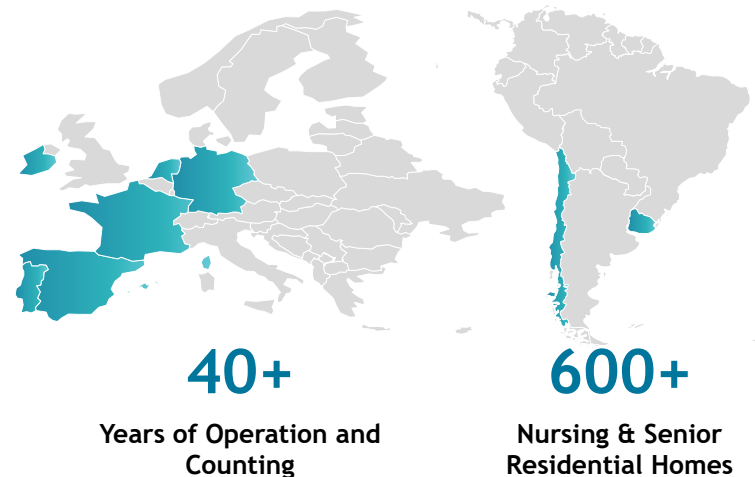 40+
Years of Operation and
Counting
600+
Nursing & Senior
Residential Homes